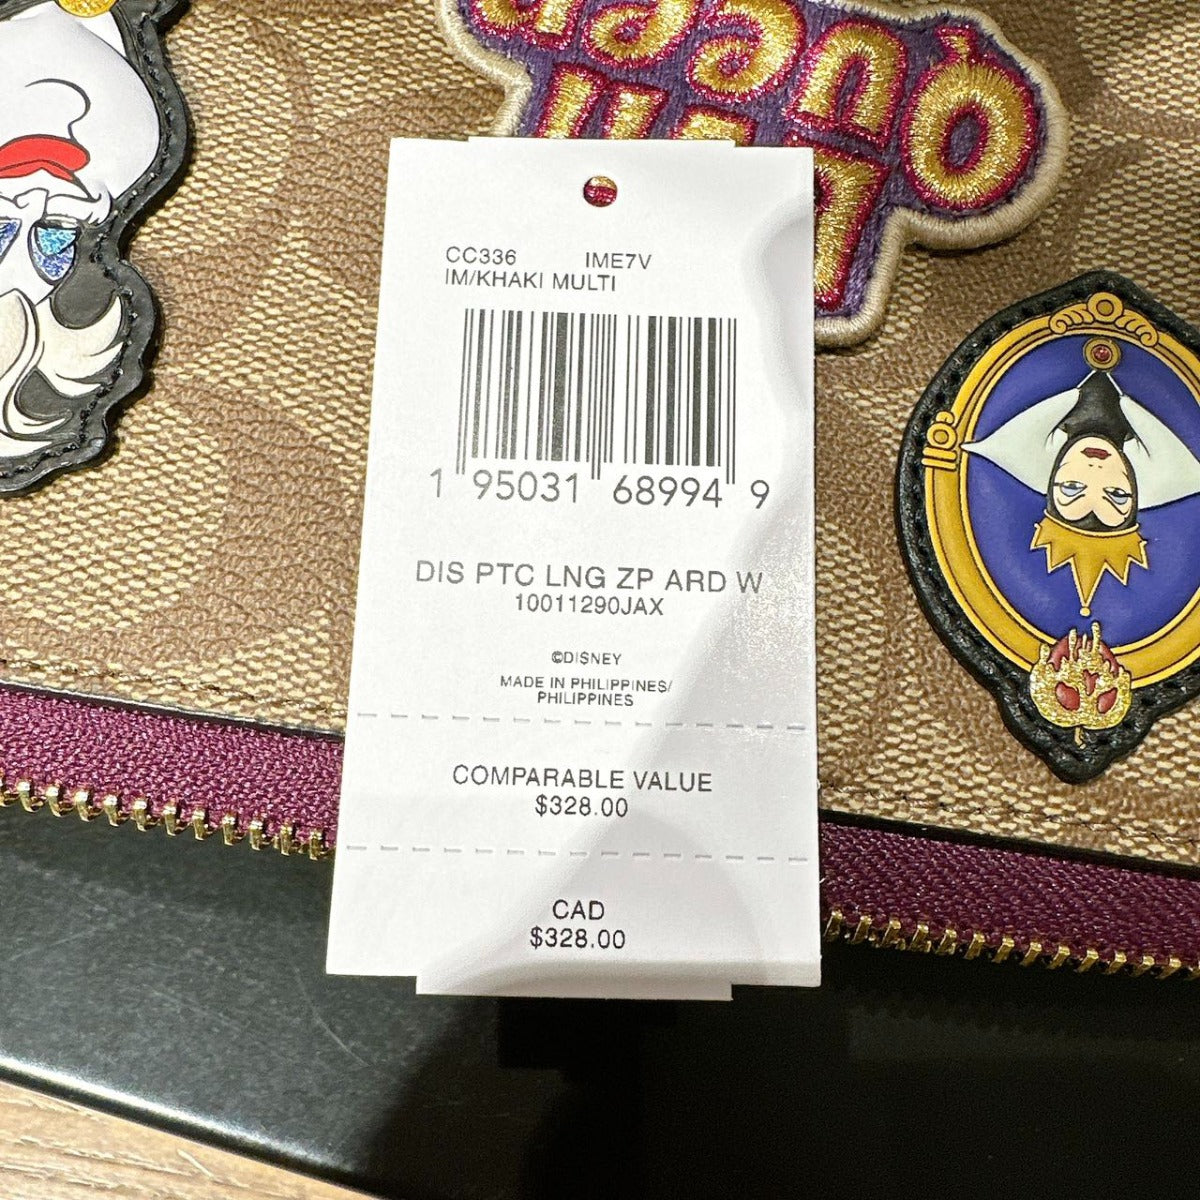 Queen
CC336 IME7V
IM/KHAKI MULTI
1 95031 68994 9
DIS PTC LNG ZP ARD W
10011290JAX
©DISNEY
MADE IN PHILIPPINES/
PHILIPPINES
COMPARABLE VALUE
$328.00
CAD
$328.00